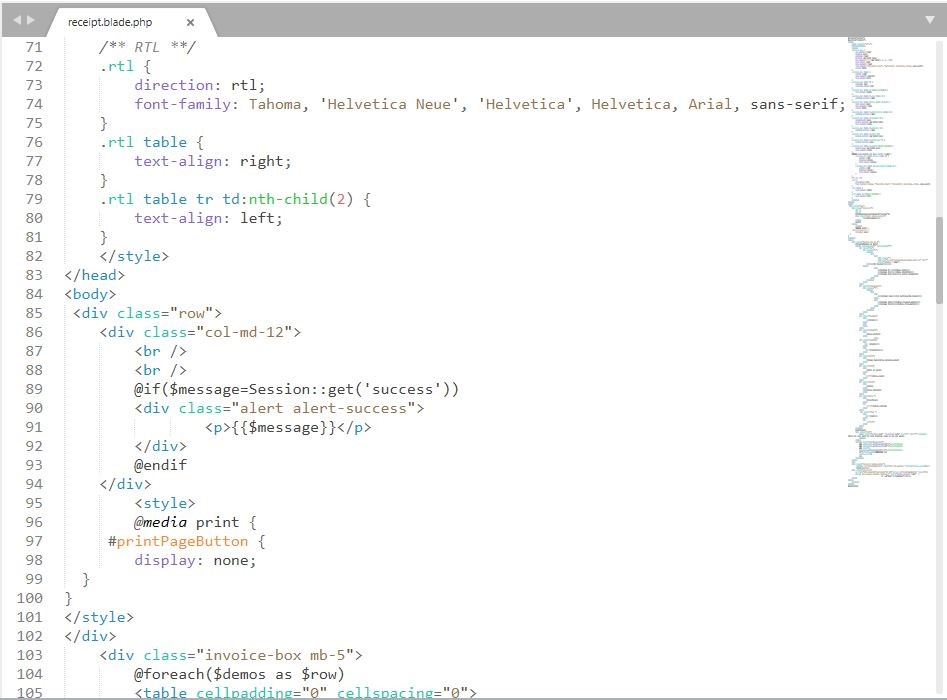 receipt.blade.php x
71 /** RTL **/
72 .rtl {
73 direction: rtl;
74 font-family: Tahoma, 'Helvetica Neue', 'Helvetica', Helvetica, Arial, sans-serif;
75 }
76 .rtl table {
77 text-align: right;
78 }
79 .rtl table tr td:nth-child(2) {
80 text-align: left;
81 }
82 </style>
83 </head>
84 <body>
85 <div class="row">
86 <div class="col-md-12">
87 <br />
88 <br />
89 @if($message=Session::get('success'))
90 <div class="alert alert-success">
91 <p>{{$message}}</p>
92 </div>
93 @endif
94 </div>
95 <style>
96 @media print {
97 #printPageButton {
98 display: none;
99 }
100 }
101 </style>
102 </div>
103 <div class="invoice-box mb-5">
104 @foreach($demos as $row)
105 <table cellpadding="0" cellspacing="0">